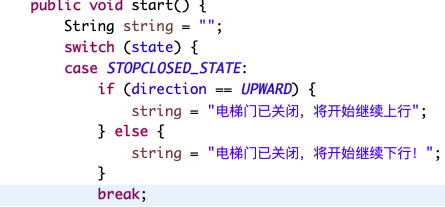 public void start() {
String string = "";
switch (state) {
case STOPCLOSED_STATE:
if (direction == UPWARD) {
string = "电梯门已关闭，将开始继续上行";
} else {
string = "电梯门已关闭，将开始继续下行！";
}
break;